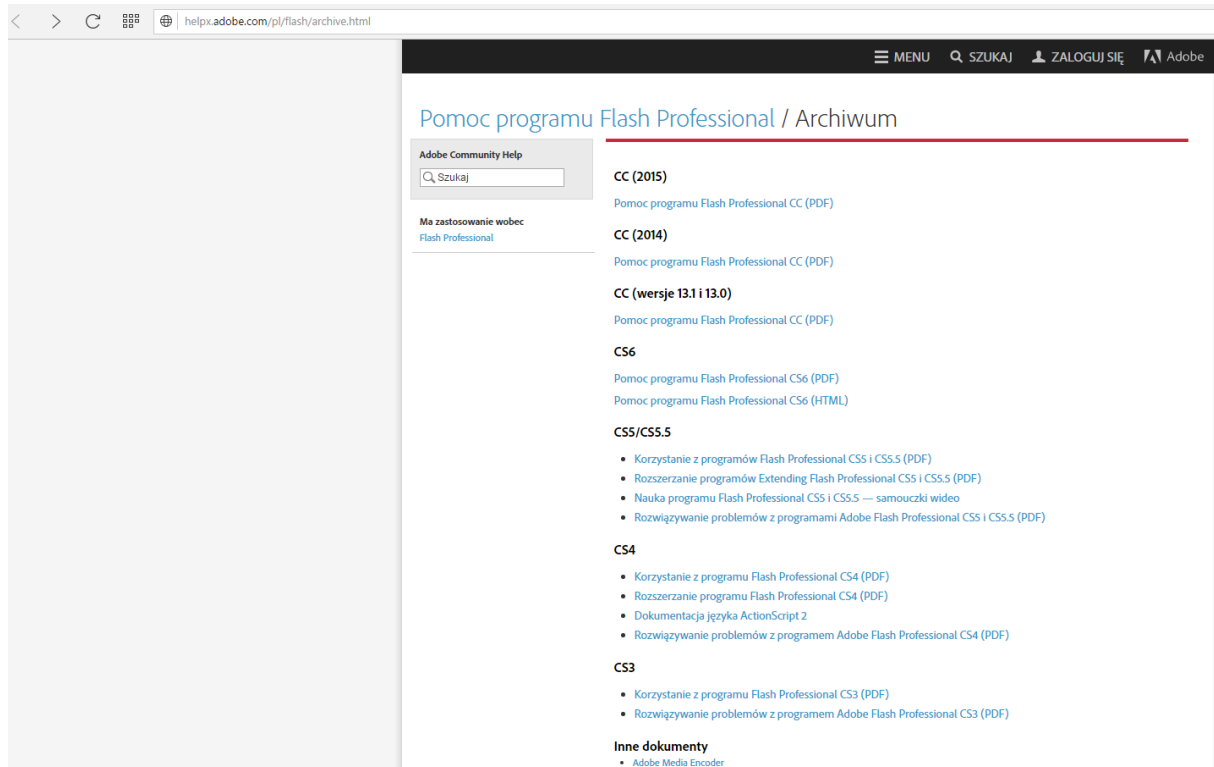 helpx.adobe.com/pl/flash/archive.html
MENU SZUKAJ ZALOGUJ SIĘ Adobe
Pomoc programu Flash Professional / Archiwum
Adobe Community Help
Szukaj
Ma zastosowanie wobec
Flash Professional
CC (2015)
Pomoc programu Flash Professional CC (PDF)
CC (2014)
Pomoc programu Flash Professional CC (PDF)
CC (wersje 13.1 i 13.0)
Pomoc programu Flash Professional CC (PDF)
CS6
Pomoc programu Flash Professional CS6 (PDF)
Pomoc programu Flash Professional CS6 (HTML)
CS5/CS5.5
• Korzystanie z programów Flash Professional CS5 i CS5.5 (PDF)
• Rozszerzanie programów Extending Flash Professional CS5 i CS5.5 (PDF)
• Nauka programu Flash Professional CS5 i CS5.5 — samouczki wideo
• Rozwiązywanie problemów z programami Adobe Flash Professional CS5 i CS5.5 (PDF)
CS4
• Korzystanie z programu Flash Professional CS4 (PDF)
• Rozszerzanie programu Flash Professional CS4 (PDF)
• Dokumentacja języka ActionScript 2
• Rozwiązywanie problemów z programem Adobe Flash Professional CS4 (PDF)
CS3
• Korzystanie z programu Flash Professional CS3 (PDF)
• Rozwiązywanie problemów z programem Adobe Flash Professional CS3 (PDF)
Inne dokumenty
• Adobe Media Encoder